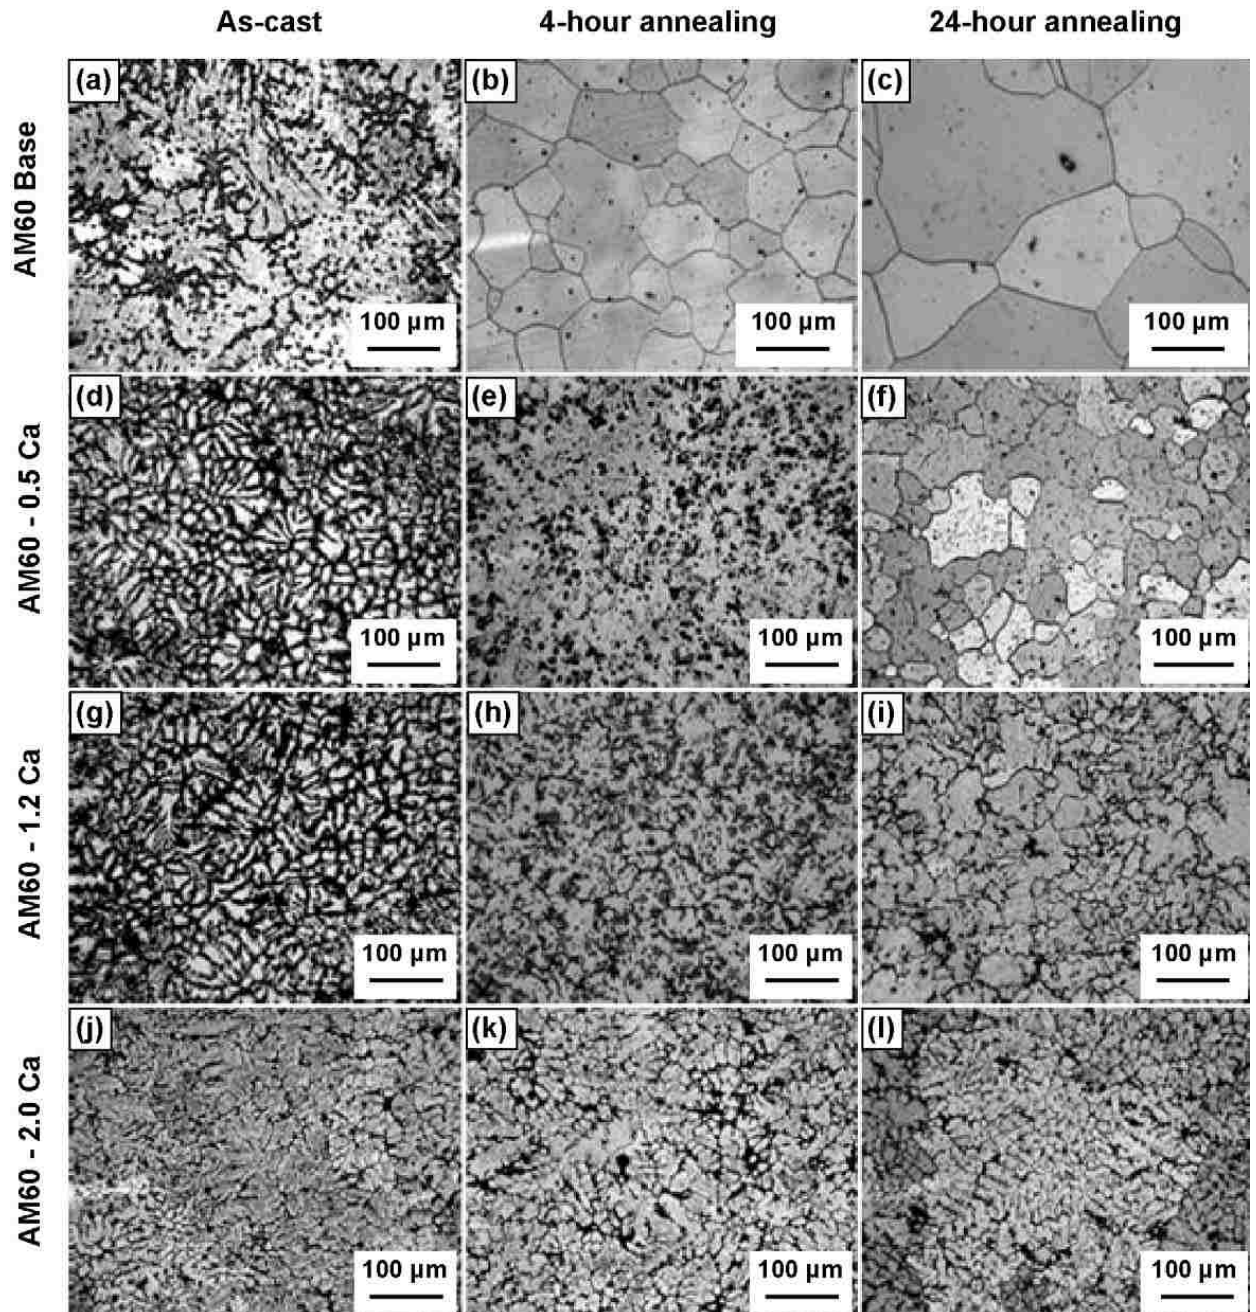 As-cast 4-hour annealing 24-hour annealing
AM60 Base
(a) (b) (c)
100 µm 100 µm 100 µm
AM60 - 0.5 Ca
(d) (e) (f)
100 µm 100 µm 100 µm
AM60 - 1.2 Ca
(g) (h) (i)
100 µm 100 µm 100 µm
AM60 - 2.0 Ca
(j) (k) (l)
100 µm 100 µm 100 µm